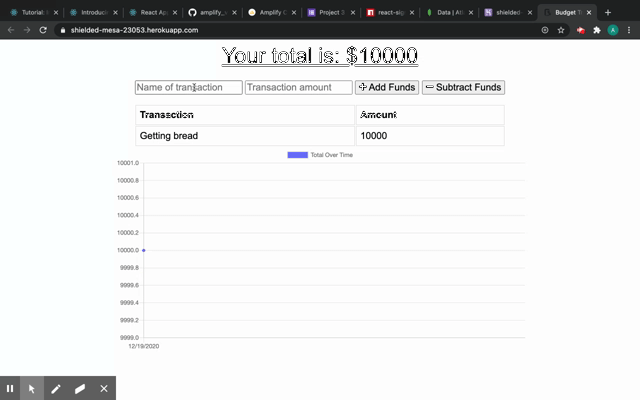 Tutorial: I
Introduc
React Ap
amplify_
Amplify C
Project 3
react-sig
Data | Atl
shielded-
Budget T
shielded-mesa-23053.herokuapp.com
Your total is: $10000
Name of transaction
Transaction amount
Add Funds
Subtract Funds
Transaction Amount
Getting bread 10000
Total Over Time
10001.0
10000.8
10000.6
10000.4
10000.2
10000.0
9999.8
9999.6
9999.4
9999.2
9999.0
12/19/2020